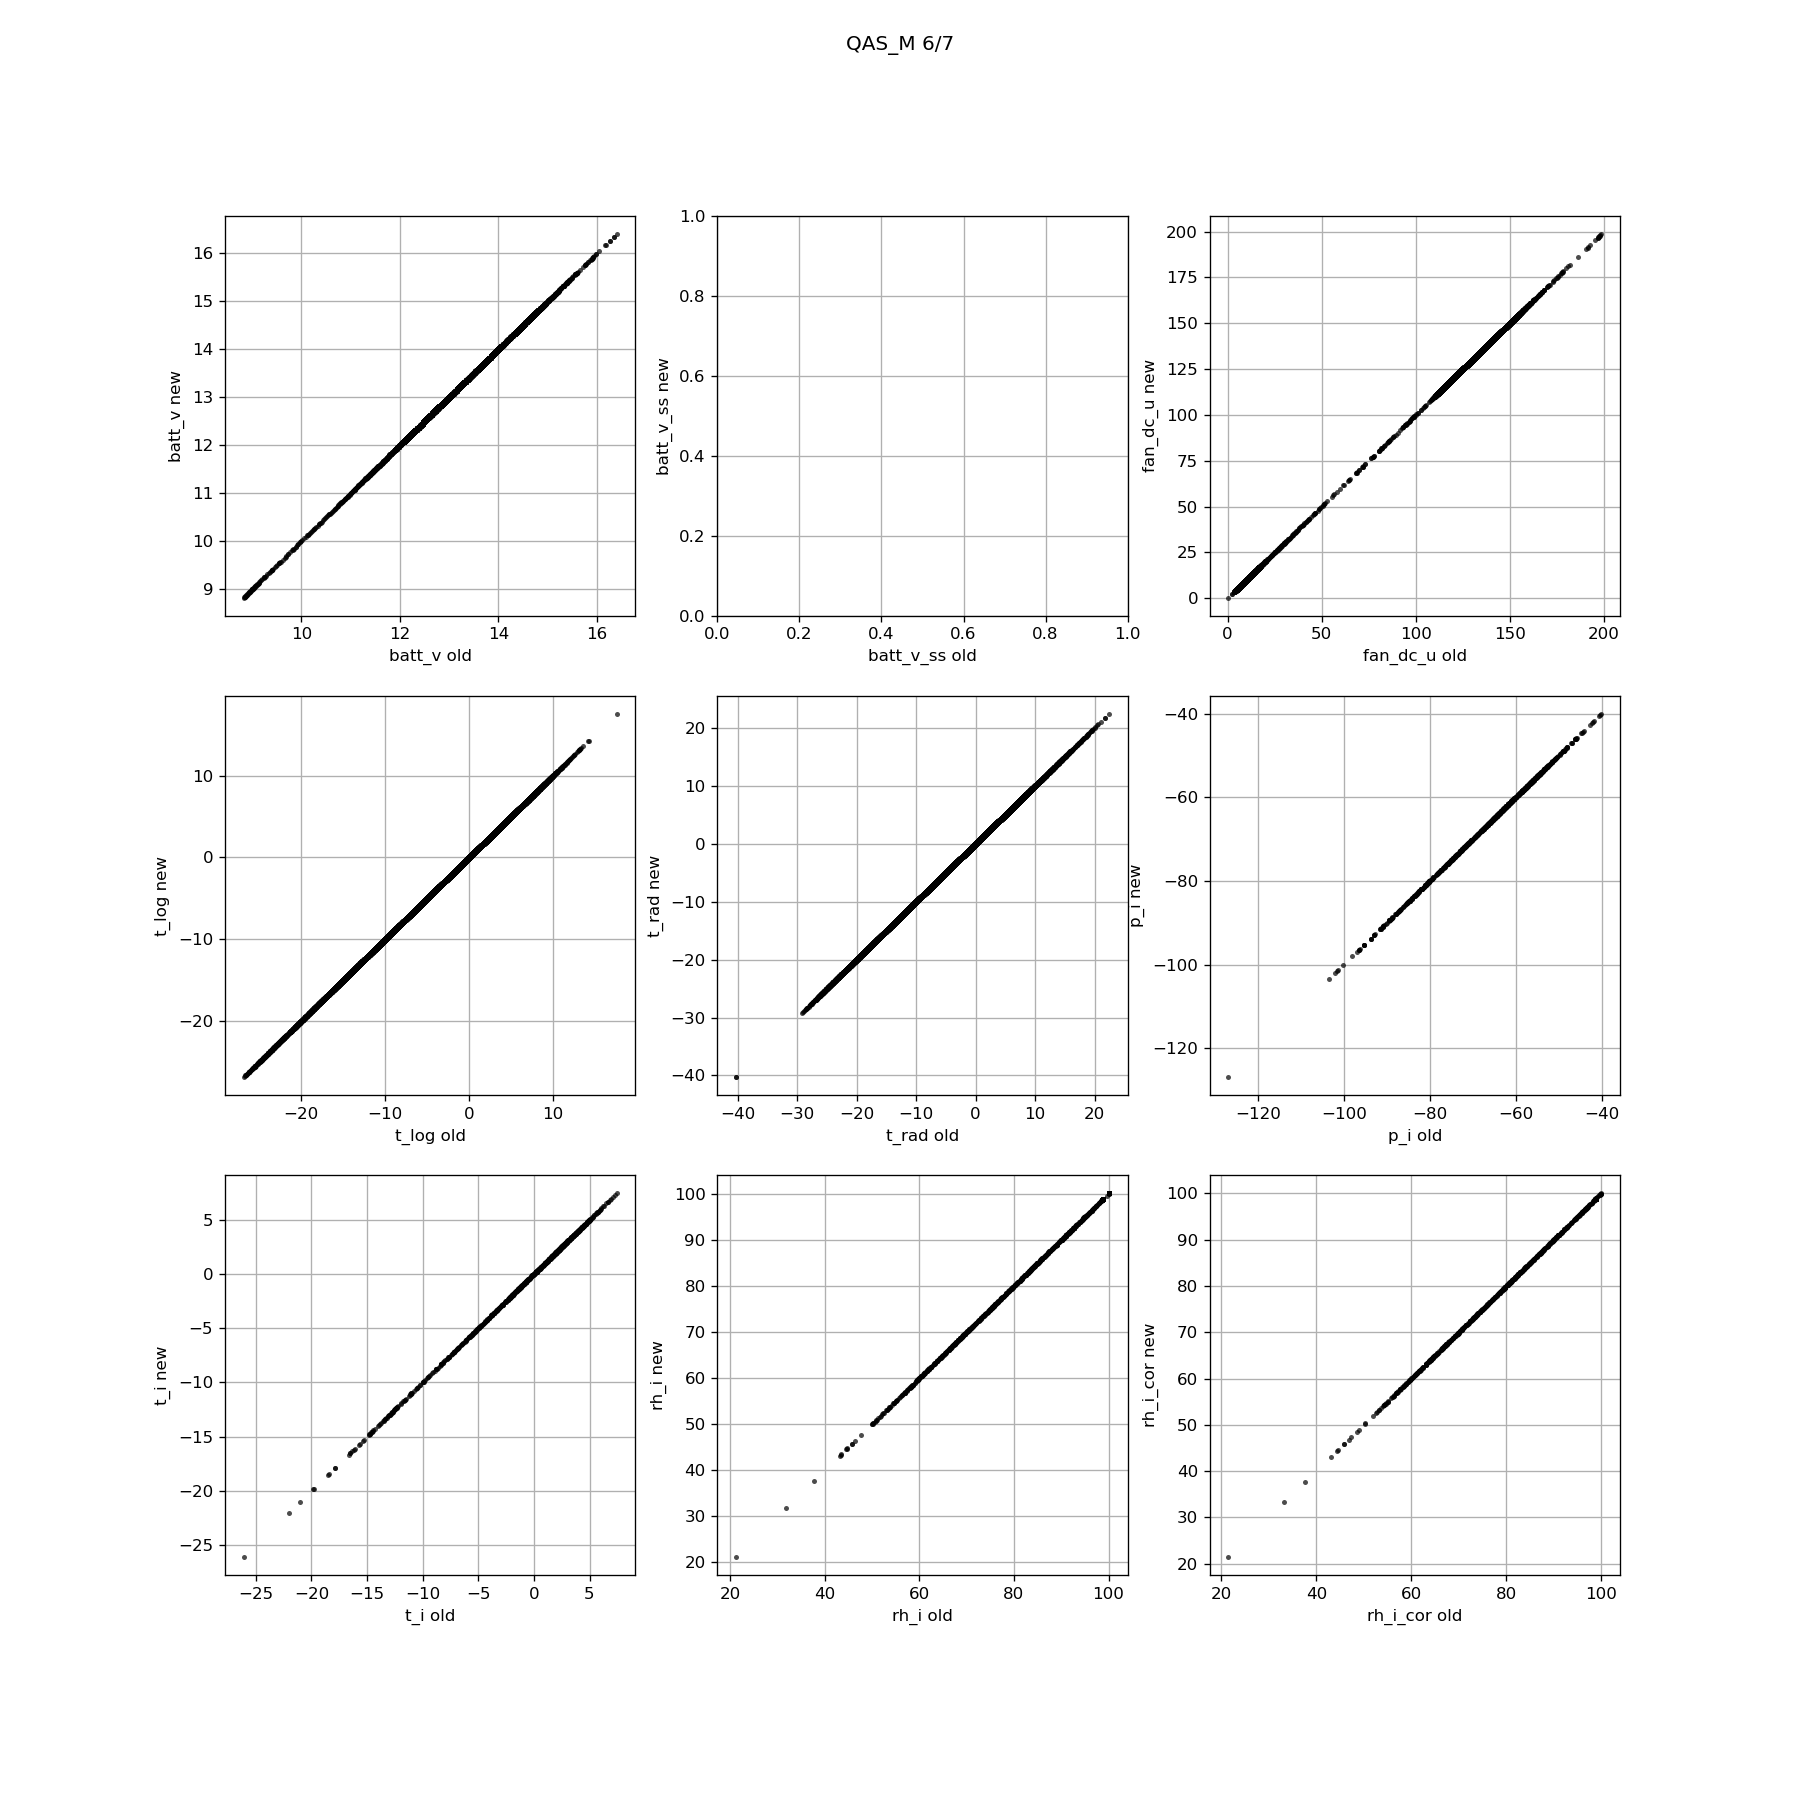 QAS_M 6/7
batt_v new
16
15
14
13
12
11
10
9
10 12 14 16
batt_v old
batt_v_ss new
1.0
0.8
0.6
0.4
0.2
0.0
0.0 0.2 0.4 0.6 0.8 1.0
batt_v_ss old
fan_dc_u new
200
175
150
125
100
75
50
25
0
0 50 100 150 200
fan_dc_u old
t_log new
10
0
−10
−20
−20 −10 0 10
t_log old
t_rad new
20
10
0
−10
−20
−30
−40
−40 −30 −20 −10 0 10 20
t_rad old
p_i new
−40
−60
−80
−100
−120
−120 −100 −80 −60 −40
p_i old
t_i new
5
0
−5
−10
−15
−20
−25
−25 −20 −15 −10 −5 0 5
t_i old
rh_i new
100
90
80
70
60
50
40
30
20
20 40 60 80 100
rh_i old
rh_i_cor new
100
90
80
70
60
50
40
30
20
20 40 60 80 100
rh_i_cor old